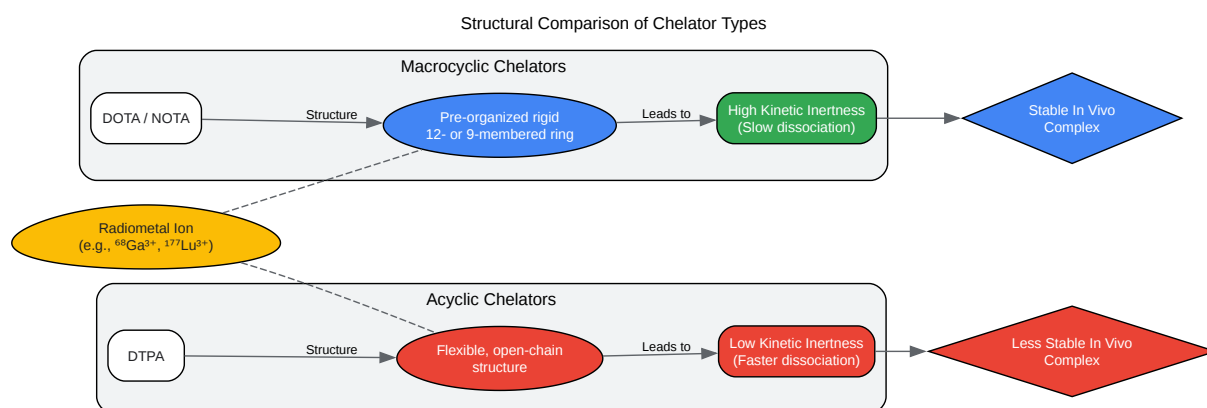 Structural Comparison of Chelator Types
Macrocyclic Chelators
DOTA / NOTA
Structure
Pre-organized rigid
12- or 9-membered ring
Leads to
High Kinetic Inertness
(Slow dissociation)
Stable In Vivo
Complex
Radiometal Ion
(e.g., ⁶⁸Ga³⁺, ¹⁷⁷Lu³⁺)
Acyclic Chelators
DTPA
Structure
Flexible, open-chain
structure
Leads to
Low Kinetic Inertness
(Faster dissociation)
Less Stable In Vivo
Complex